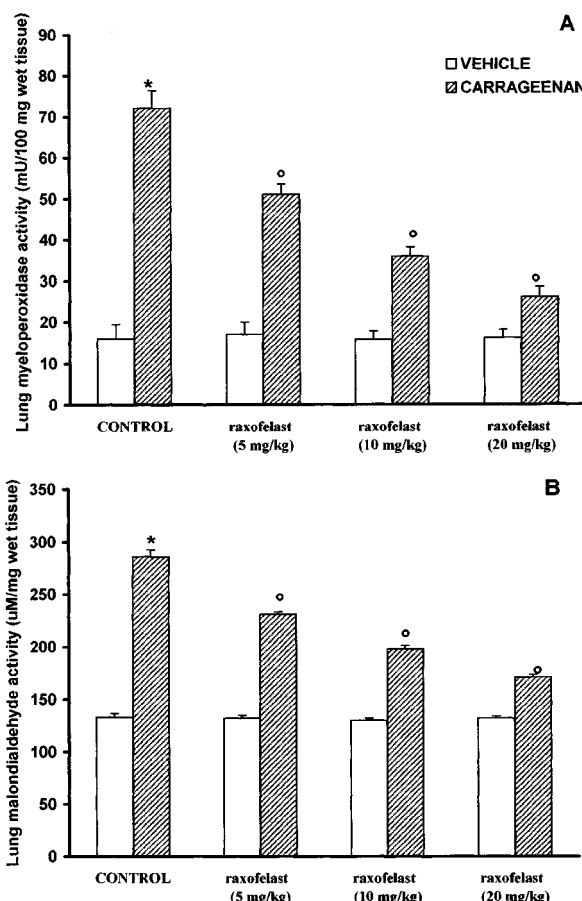 A
VEHICLE
CARRAGEENAN
Lung myeloperoxidase activity (mU/100 mg wet tissue)
90
80
70
60
50
40
30
20
10
0
*
°
°
°
CONTROL raxofelast raxofelast raxofelast
(5 mg/kg) (10 mg/kg) (20 mg/kg)
B
Lung malondialdehyde activity (uM/mg wet tissue)
350
300
250
200
150
100
50
0
*
°
°
°
CONTROL raxofelast raxofelast raxofelast
(5 mg/kg) (10 mg/kg) (20 mg/kg)